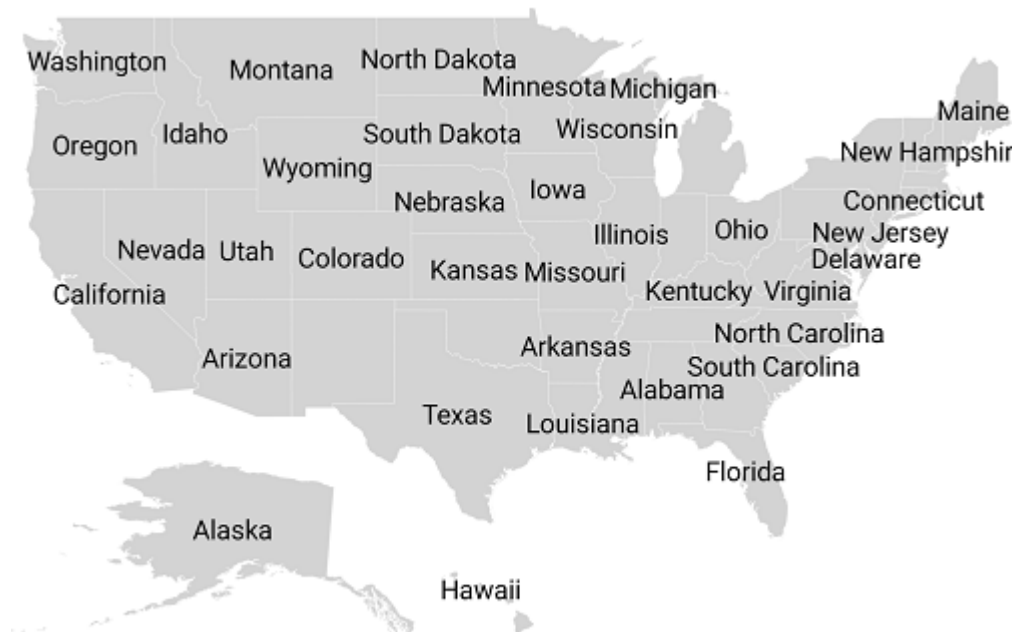 Washington
Montana
North Dakota
Minnesota
Michigan
Maine
Oregon
Idaho
South Dakota
Wisconsin
New Hampshir
Wyoming
Nebraska
Iowa
Connecticut
Nevada
Utah
Colorado
Illinois
Ohio
New Jersey
Delaware
Kansas
Missouri
California
Kentucky
Virginia
North Carolina
Arizona
Arkansas
South Carolina
Alabama
Texas
Louisiana
Florida
Alaska
Hawaii